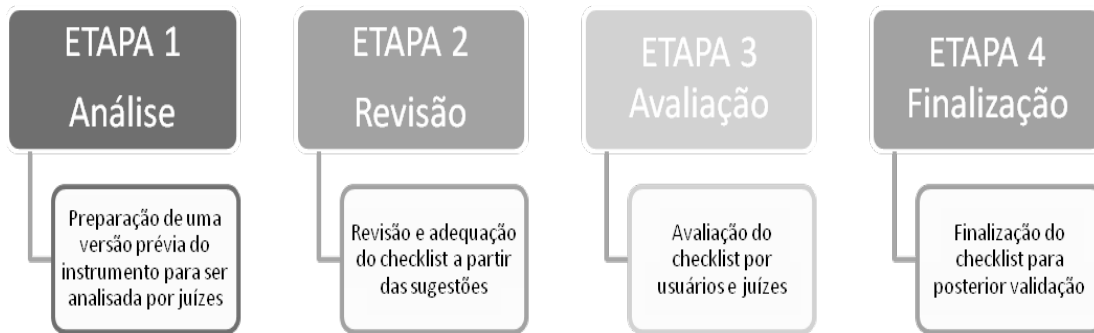 ETAPA 1
Análise
Preparação de uma
versão prévia do
instrumento para ser
analisada por juízes
ETAPA 2
Revisão
Revisão e adequação
do checklist a partir
das sugestões
ETAPA 3
Avaliação
Avaliação do
checklist por
usuários e juízes
ETAPA 4
Finalização
Finalização do
checklist para
posterior validação